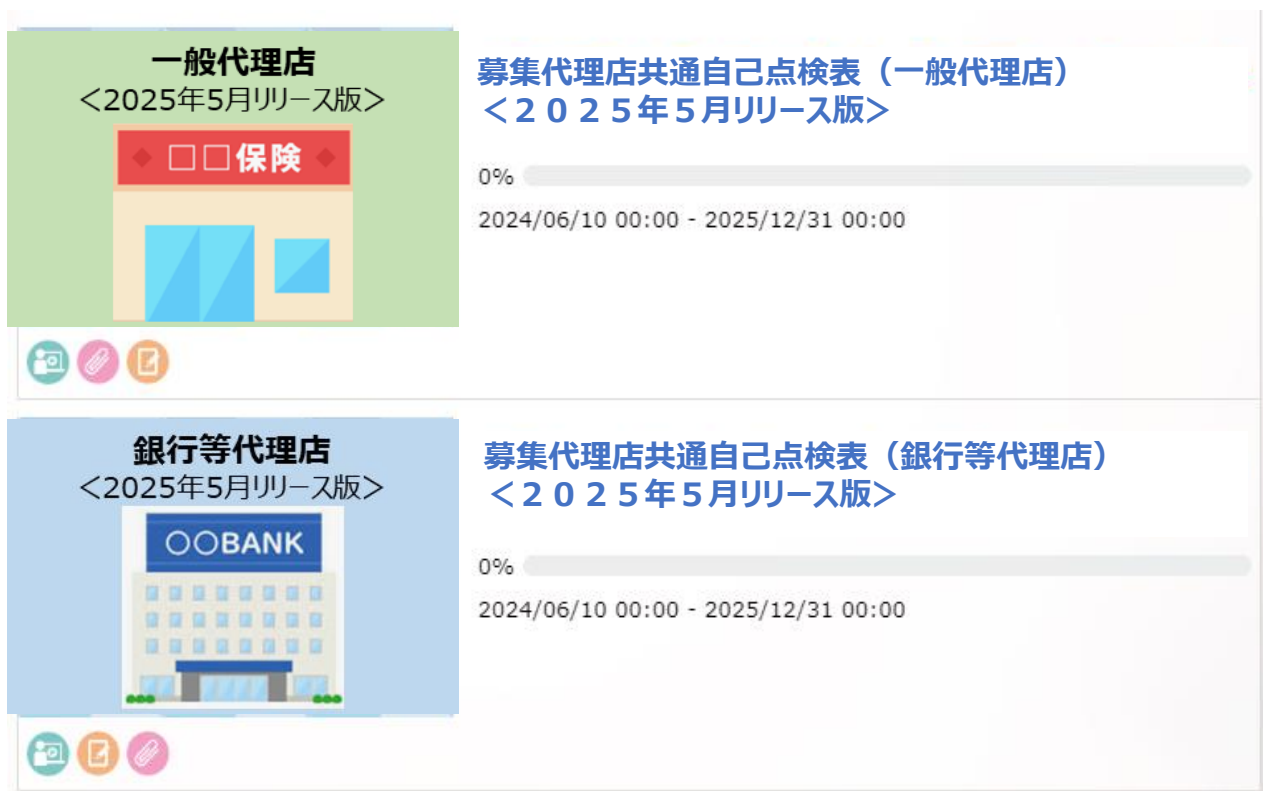 一般代理店
＜2025年5月リリース版＞
□□保険
募集代理店共通自己点検表（一般代理店）
＜２０２５年５月リリース版＞
0%
2024/06/10 00:00 - 2025/12/31 00:00
銀行等代理店
＜2025年5月リリース版＞
○○BANK
募集代理店共通自己点検表（銀行等代理店）
＜２０２５年５月リリース版＞
0%
2024/06/10 00:00 - 2025/12/31 00:00